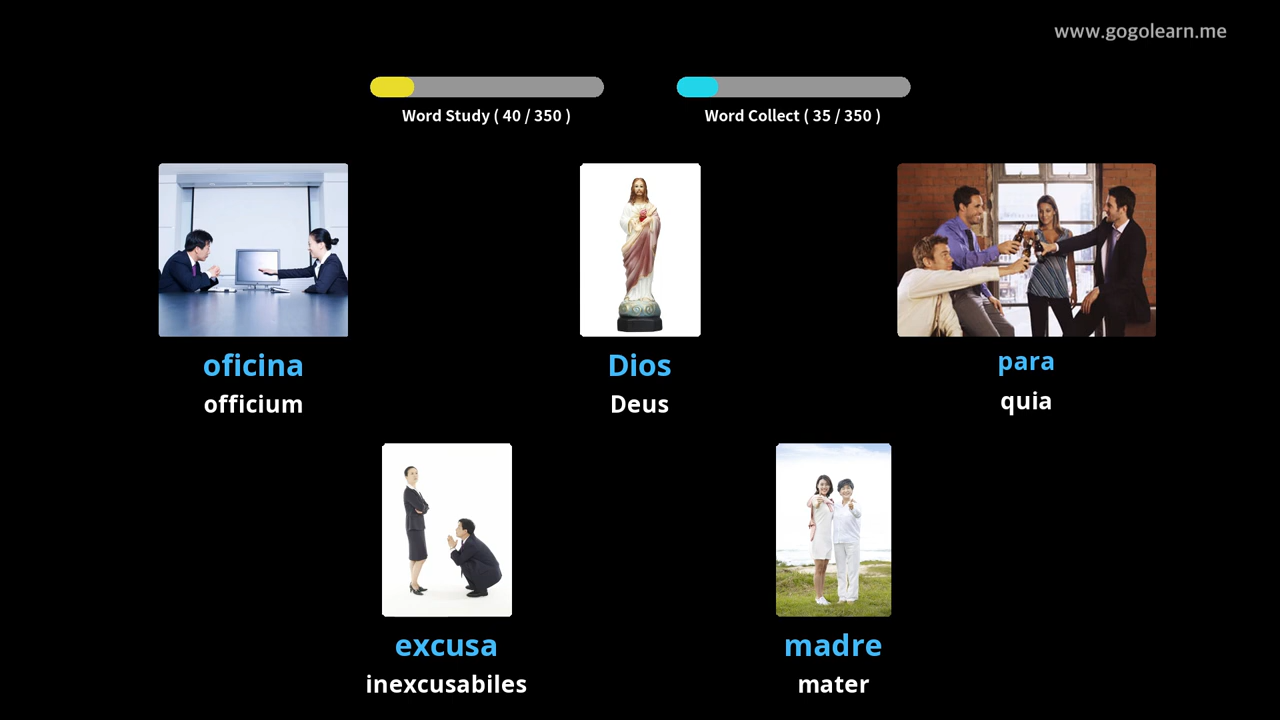 www.gogolearn.me
Word Study ( 40 / 350 )
Word Collect ( 35 / 350 )
oficina
officium
Dios
Deus
para
quia
excusa
inexcusabiles
madre
mater